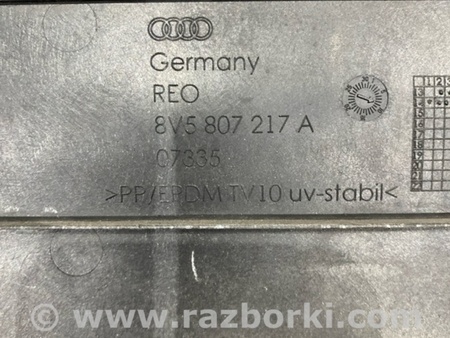 Germany
REO
8V5 807 217 A
07335
>PP/EPDM TV10 uv-stabil<
www.razborki.com